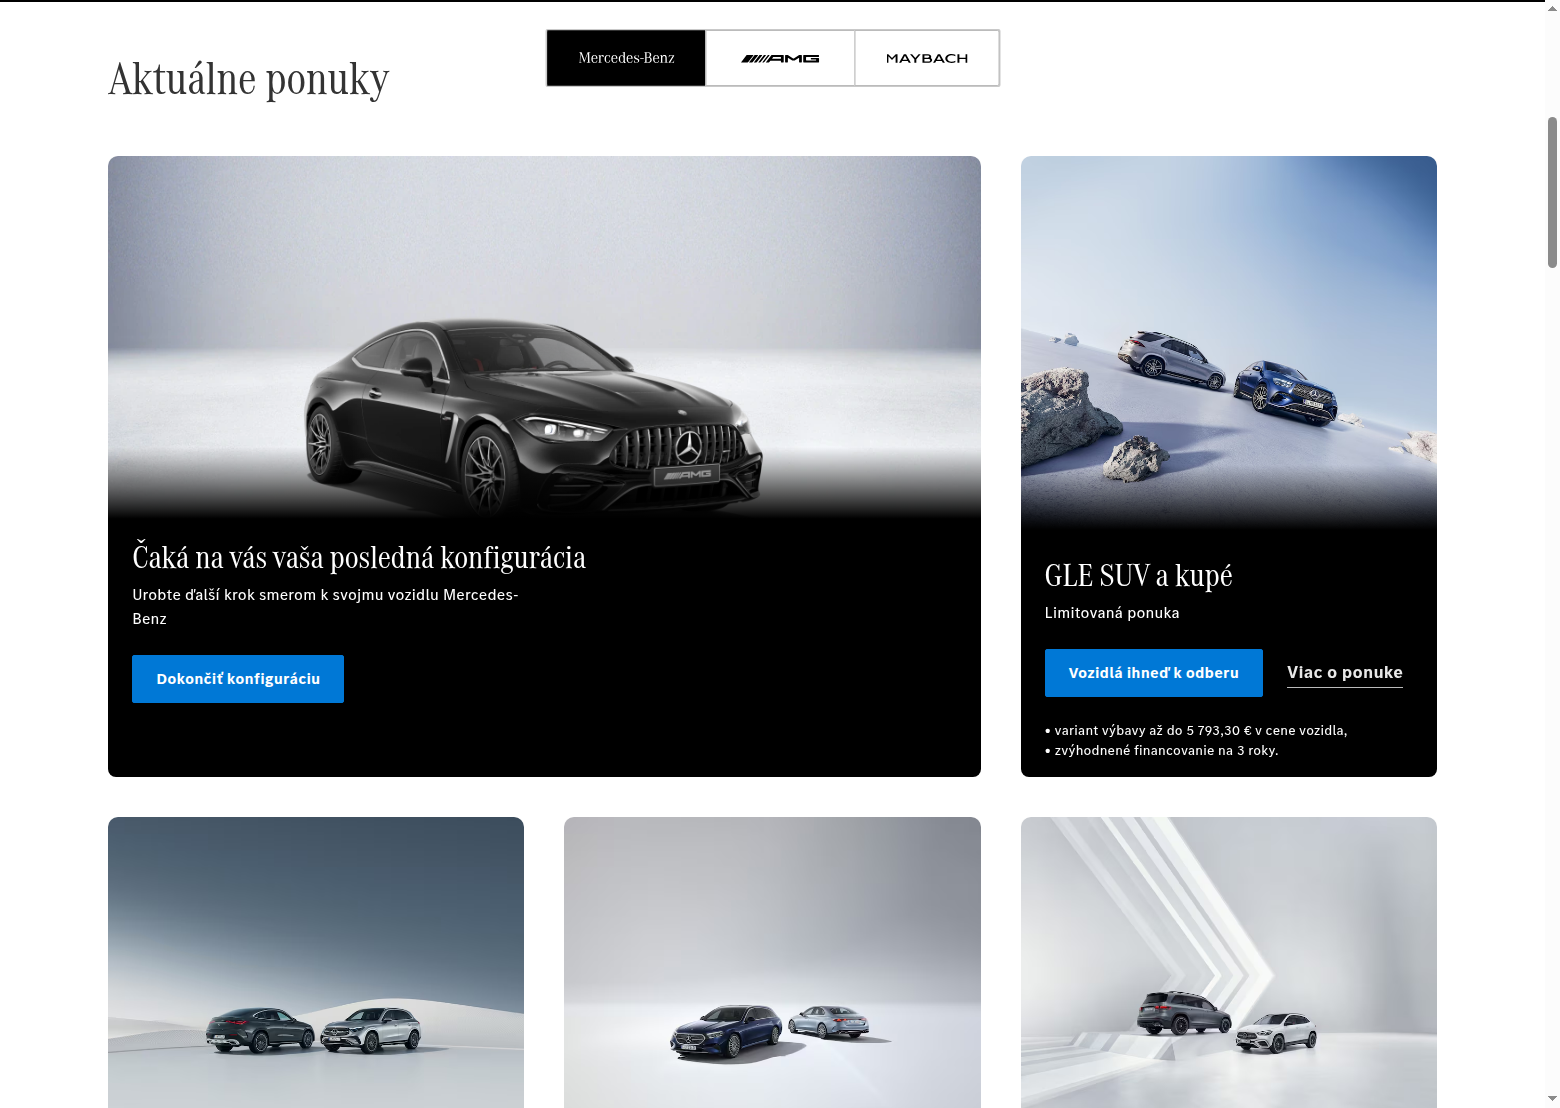 Aktuálne ponuky
Mercedes-Benz
AMG
MAYBACH
AMG
Čaká na vás vaša posledná konfigurácia
Urobte ďalší krok smerom k svojmu vozidlu Mercedes-
Benz
Dokončiť konfiguráciu
GLE SUV a kupé
Limitovaná ponuka
Vozidlá ihneď k odberu
Viac o ponuke
• variant výbavy až do 5 793,30 € v cene vozidla,
• zvýhodnené financovanie na 3 roky.